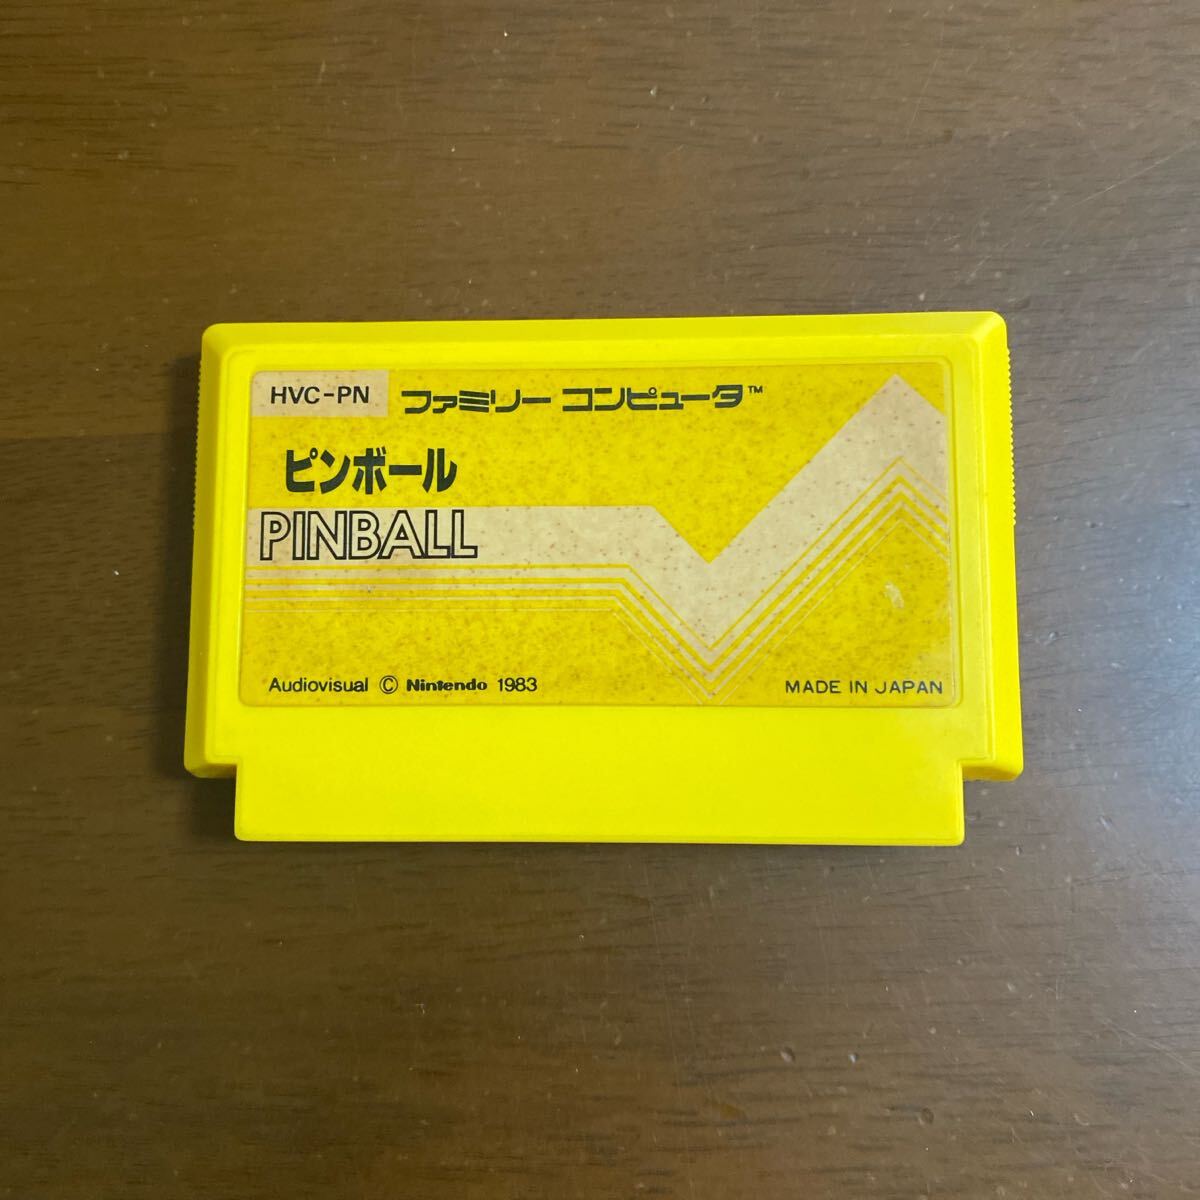 HVC-PN
ファミリー コンピュータ™
ピンボール
PINBALL
Audiovisual © Nintendo 1983
MADE IN JAPAN